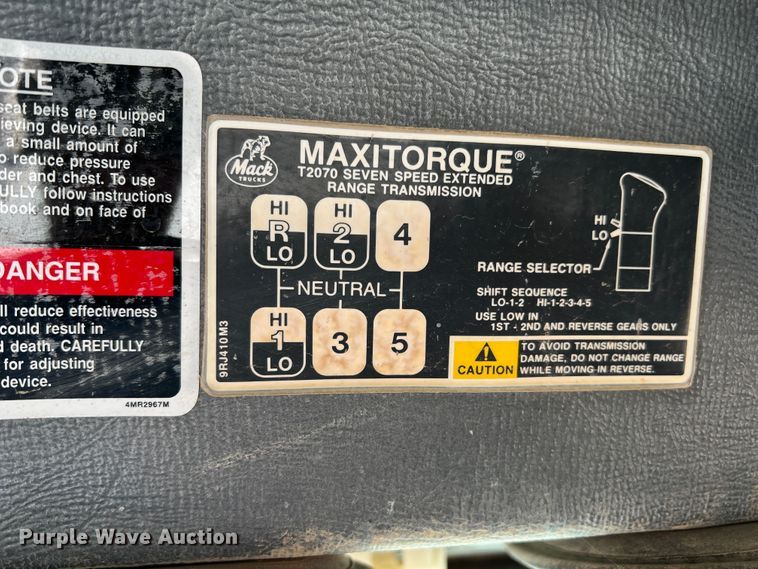 OTE
seat belts are equipped
ieving device. It can
a small amount of
o reduce pressure
der and chest. To use
ULLY follow instructions
book and on face of
DANGER
ll reduce effectiveness
could result in
d death. CAREFULLY
for adjusting
device.
4MR2967M
Mack
TRUCKS
MAXITORQUE®
T2070 SEVEN SPEED EXTENDED
RANGE TRANSMISSION
HI HI
R 2 4
LO LO
NEUTRAL
HI
1 3 5
LO
9RJ410M3
HI
LO
RANGE SELECTOR
SHIFT SEQUENCE
LO-1-2 HI-1-2-3-4-5
USE LOW IN
1ST - 2ND AND REVERSE GEARS ONLY
CAUTION
TO AVOID TRANSMISSION
DAMAGE, DO NOT CHANGE RANGE
WHILE MOVING IN REVERSE.
Purple Wave Auction®